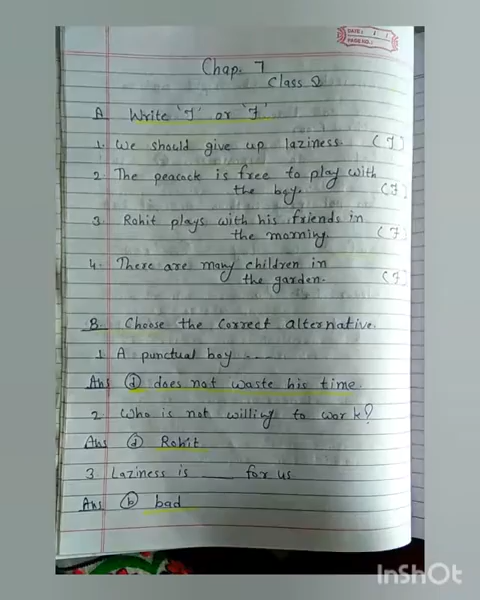 DATE: / /
PAGE NO.:
Chap. 7
Class 2
A Write 'T' or 'F'
1. We should give up laziness. (T)
2. The peacock is free to play with
the boy. (F)
3. Rohit plays with his friends in
the morning. (F)
4. There are many children in
the garden. (F)
B. Choose the correct alternative.
1. A punctual boy ----
Ans (d) does not waste his time.
2. Who is not willing to work?
Ans (d) Rohit
3. Laziness is ___ for us.
Ans (b) bad
InShOt